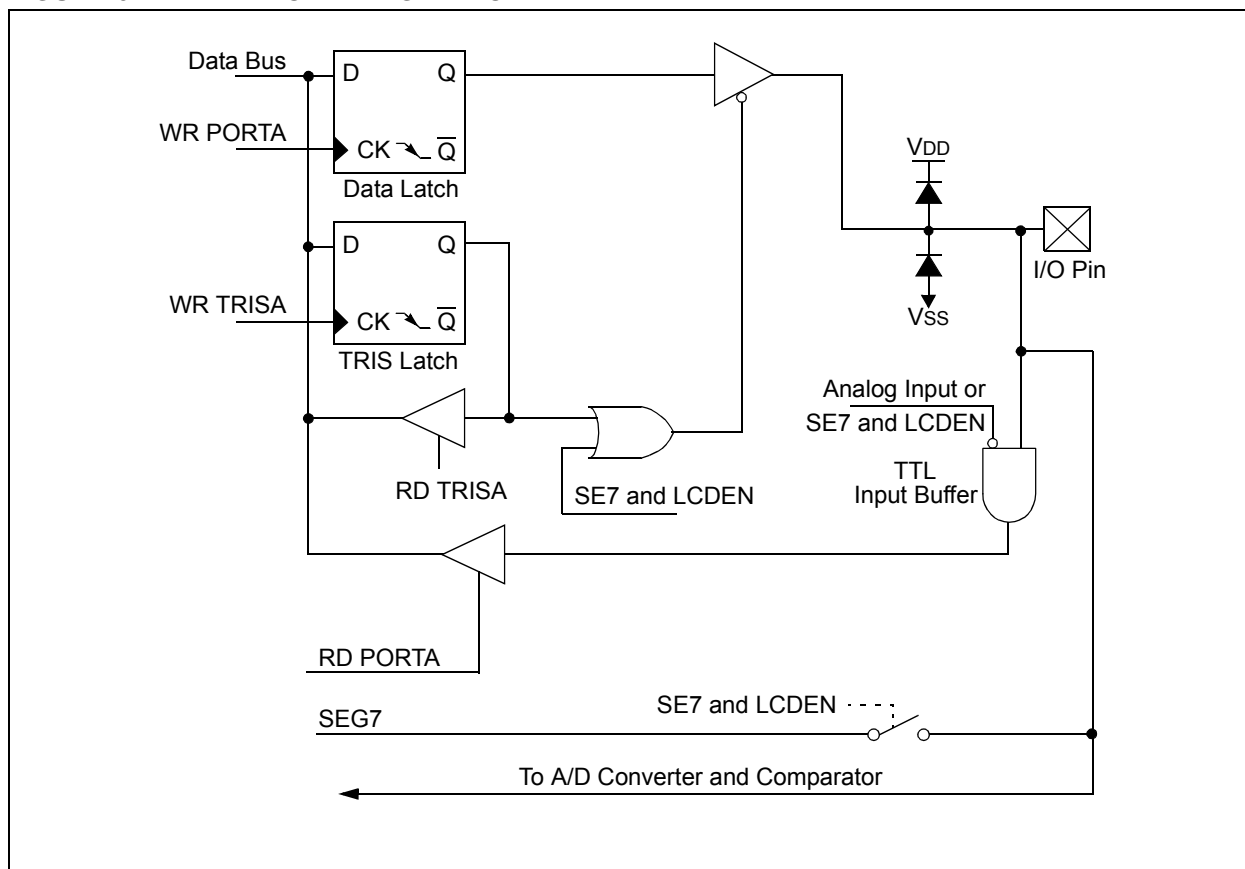 Data Bus
D Q
WR PORTA
CK Q
Data Latch
VDD
D Q
I/O Pin
WR TRISA
CK Q
VSS
TRIS Latch
Analog Input or
SE7 and LCDEN
TTL
Input Buffer
RD TRISA
SE7 and LCDEN
RD PORTA
SE7 and LCDEN
SEG7
To A/D Converter and Comparator